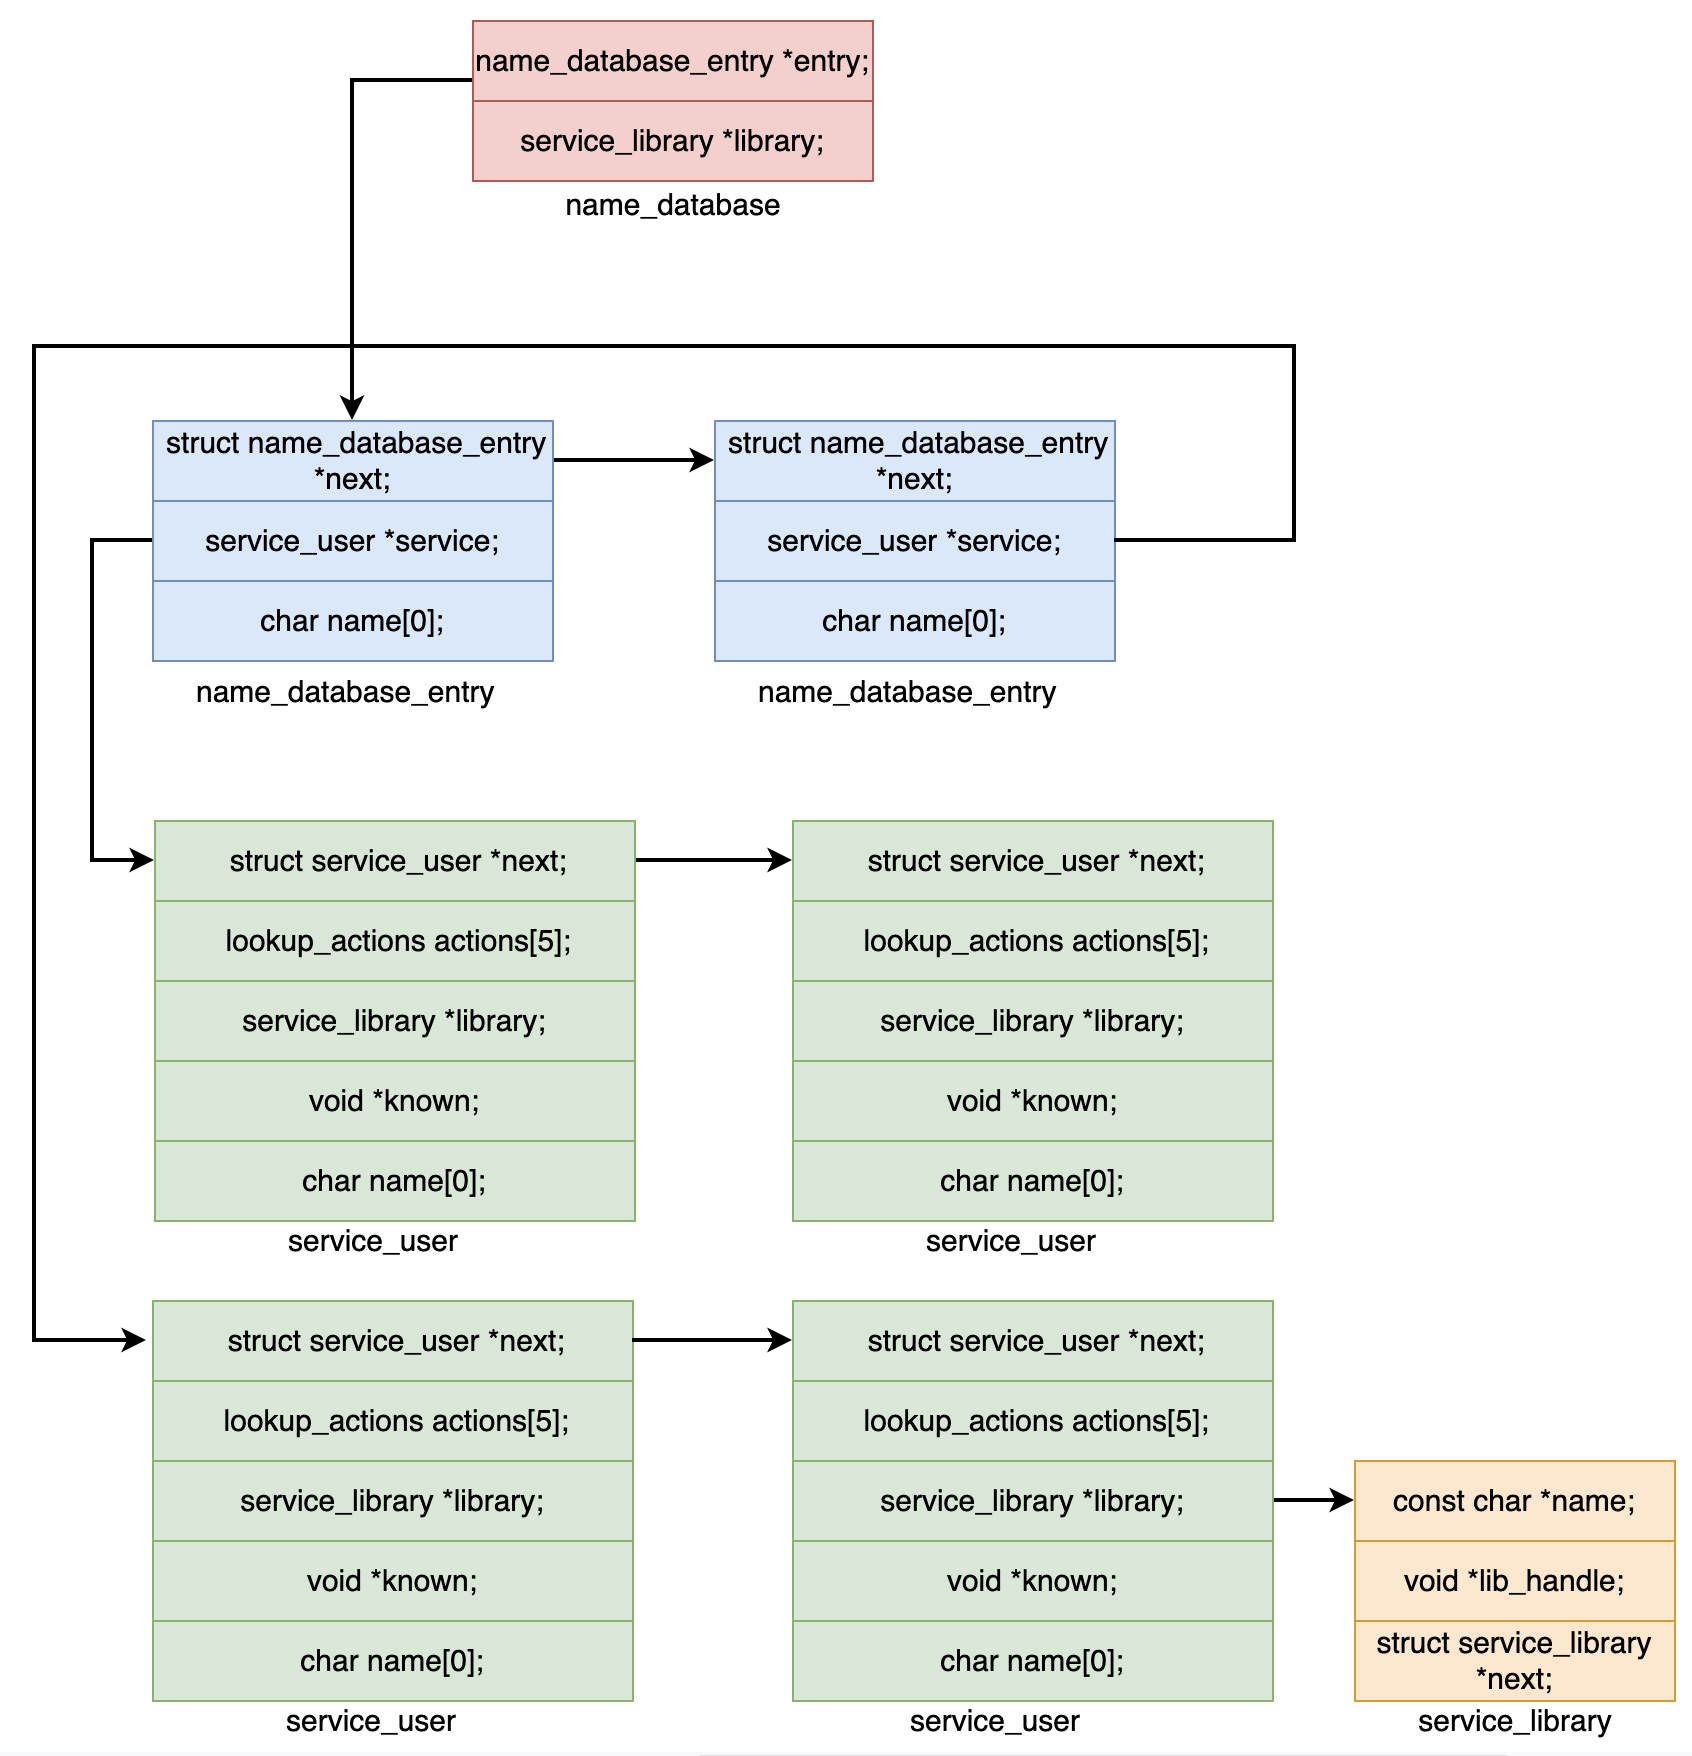 name_database_entry *entry;
service_library *library;
name_database
struct name_database_entry
*next;
service_user *service;
char name[0];
name_database_entry
struct name_database_entry
*next;
service_user *service;
char name[0];
name_database_entry
struct service_user *next;
lookup_actions actions[5];
service_library *library;
void *known;
char name[0];
service_user
struct service_user *next;
lookup_actions actions[5];
service_library *library;
void *known;
char name[0];
service_user
struct service_user *next;
lookup_actions actions[5];
service_library *library;
void *known;
char name[0];
service_user
struct service_user *next;
lookup_actions actions[5];
service_library *library;
void *known;
char name[0];
service_user
const char *name;
void *lib_handle;
struct service_library
*next;
service_library